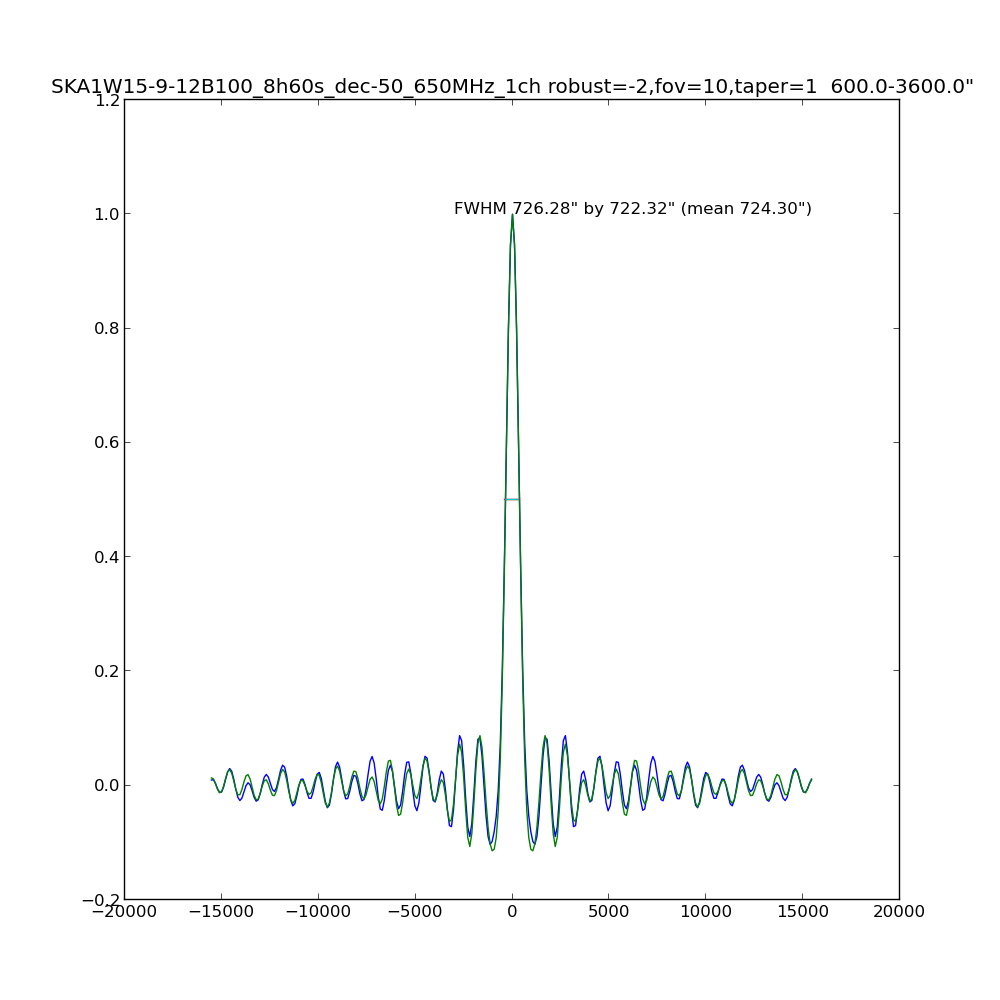 SKA1W15-9-12B100_8h60s_dec-50_650MHz_1ch robust=-2,fov=10,taper=1  600.0-3600.0"
1.2
FWHM 726.28" by 722.32" (mean 724.30")
1.0
0.8
0.6
0.4
0.2
0.0
−0.2
−20000 −15000 −10000 −5000 0 5000 10000 15000 20000